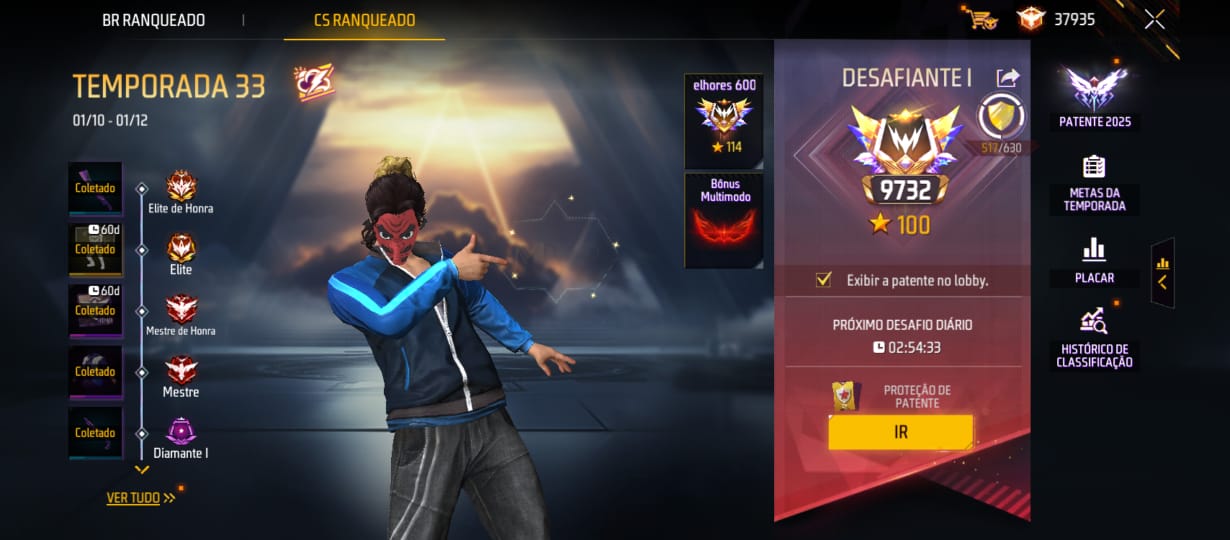 BR RANQUEADO
CS RANQUEADO
37935
TEMPORADA 33
01/10 - 01/12
Coletado
Elite de Honra
60d
Coletado
Elite
60d
Coletado
Mestre de Honra
Coletado
Mestre
Coletado
Diamante I
VER TUDO
elhores 600
114
Bônus
Multimodo
DESAFIANTE I
517/630
9732
100
Exibir a patente no lobby.
PRÓXIMO DESAFIO DIÁRIO
02:54:33
PROTEÇÃO DE
PATENTE
IR
PATENTE 2025
METAS DA
TEMPORADA
PLACAR
HISTÓRICO DE
CLASSIFICAÇÃO